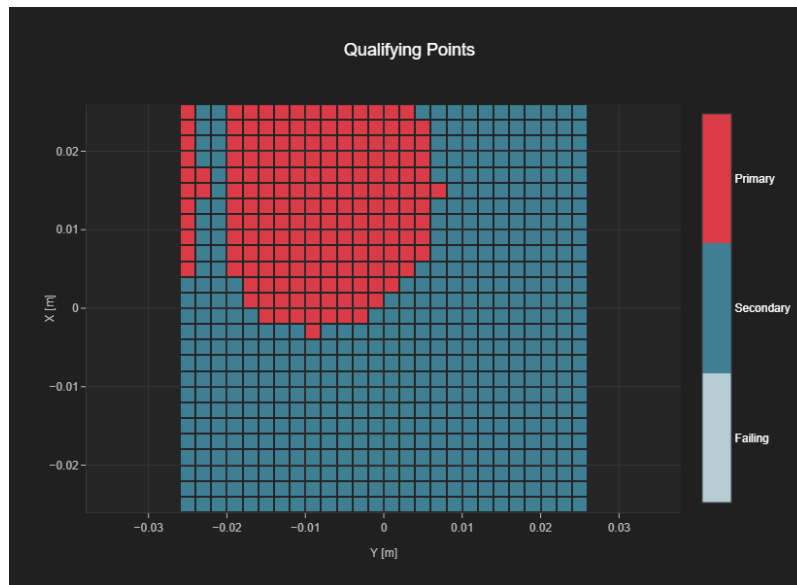 Qualifying Points
X [m]
0.02
0.01
0
−0.01
−0.02
−0.03
−0.02
−0.01
0
0.01
0.02
0.03
Y [m]
Primary
Secondary
Failing